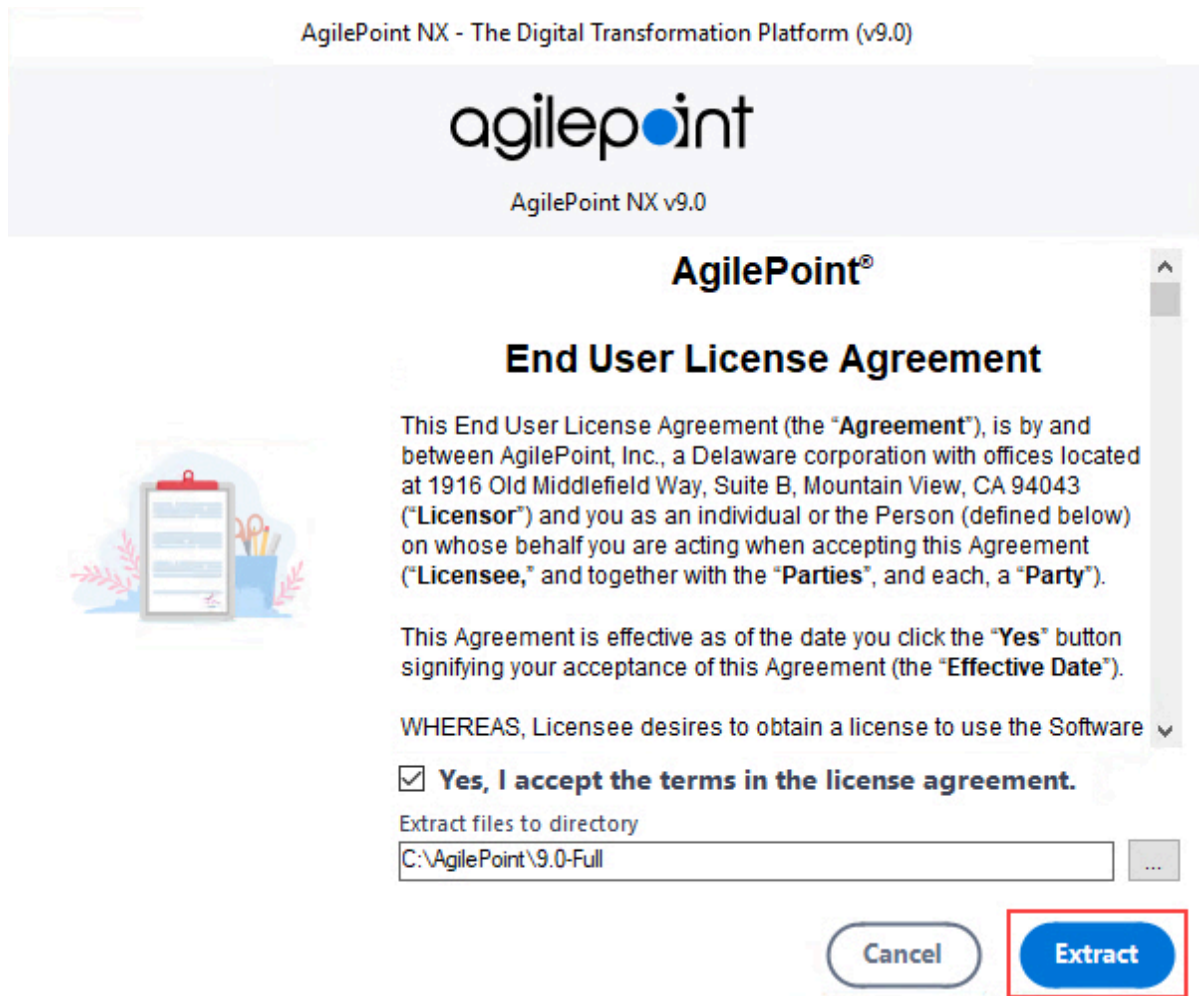 AgilePoint NX - The Digital Transformation Platform (v9.0)
agilepoint
AgilePoint NX v9.0
AgilePoint®
End User License Agreement
This End User License Agreement (the “Agreement”), is by and
between AgilePoint, Inc., a Delaware corporation with offices located
at 1916 Old Middlefield Way, Suite B, Mountain View, CA 94043
(“Licensor”) and you as an individual or the Person (defined below)
on whose behalf you are acting when accepting this Agreement
(“Licensee,” and together with the “Parties”, and each, a “Party”).
This Agreement is effective as of the date you click the “Yes” button
signifying your acceptance of this Agreement (the “Effective Date”).
WHEREAS, Licensee desires to obtain a license to use the Software
Yes, I accept the terms in the license agreement.
Extract files to directory
C:\AgilePoint\9.0-Full
...
Cancel
Extract